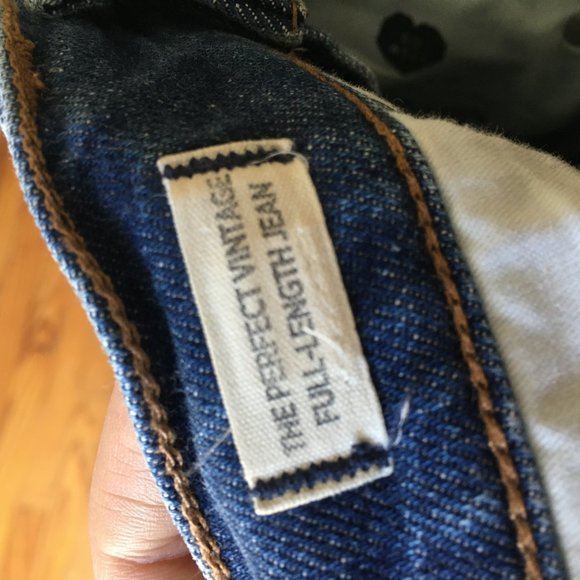 THE PERFECT VINTAGE
FULL-LENGTH JEAN